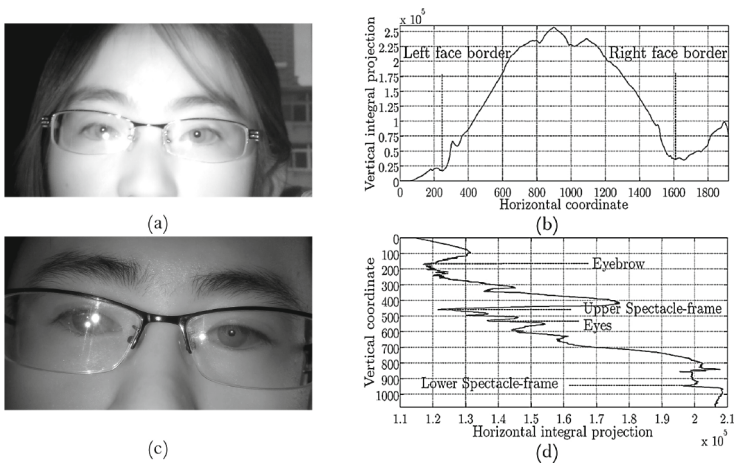 x 10^5
Vertical integral projection
2.5
2.25
2
1.75
1.5
1.25
1
0.75
0.5
0.25
0
Left face border
Right face border
0 200 400 600 800 1000 1200 1400 1600 1800
Horizontal coordinate
(a)
(b)
Vertical coordinate
0
100
200
300
400
500
600
700
800
900
1000
Eyebrow
Upper Spectacle-frame
Eyes
Lower Spectacle-frame
1.1 1.2 1.3 1.4 1.5 1.6 1.7 1.8 1.9 2 2.1
Horizontal integral projection
x 10^5
(c)
(d)